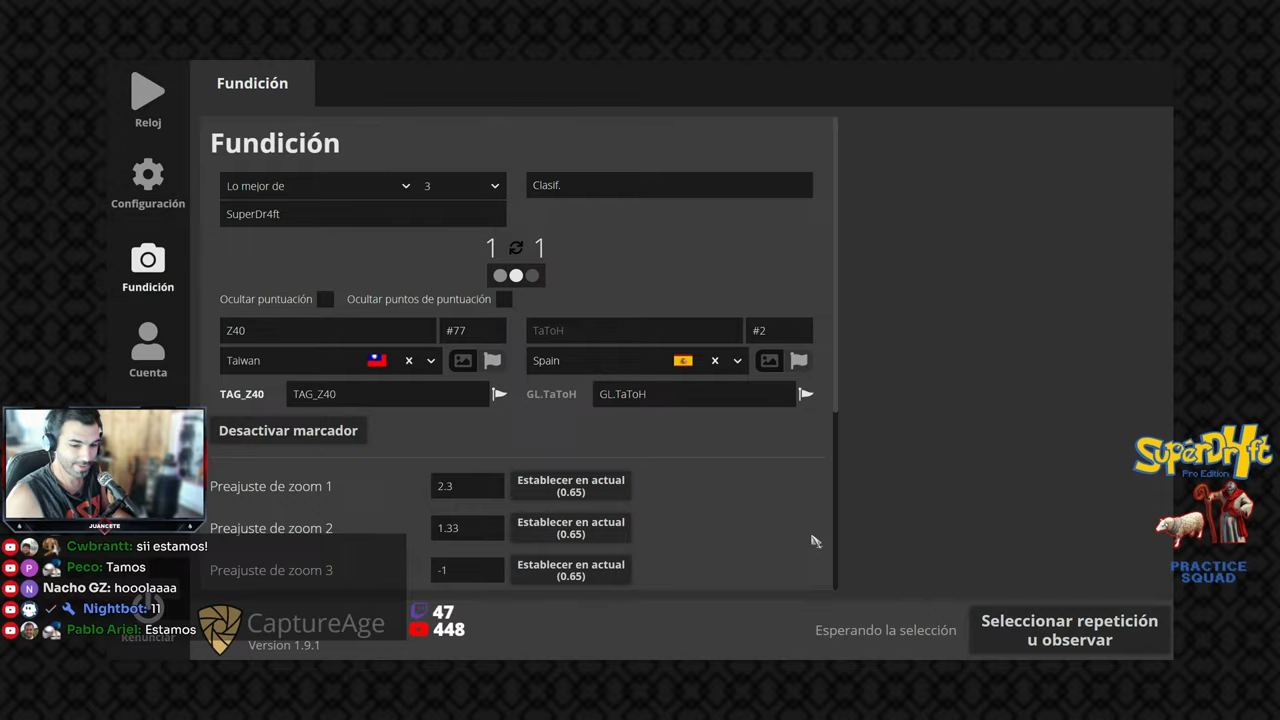 Fundición
Reloj
Configuración
Fundición
Cuenta
Renunciar
Fundición
Lo mejor de
3
Clasif.
SuperDr4ft
1
1
Ocultar puntuación
Ocultar puntos de puntuación
Z40
#77
TaToH
#2
Taiwan
Spain
TAG_Z40
TAG_Z40
GL.TaToH
GL.TaToH
Desactivar marcador
Preajuste de zoom 1
2.3
Establecer en actual
(0.65)
Preajuste de zoom 2
1.33
Establecer en actual
(0.65)
Preajuste de zoom 3
-1
Establecer en actual
(0.65)
JUANCETE
Cwbrantt: sii estamos!
P Peco: Tamos
N Nacho GZ: hooolaaaa
Nightbot: 11
Pablo Ariel: Estamos
CaptureAge
Version 1.9.1
47
448
Esperando la selección
Seleccionar repetición
u observar
SupérDr4ft
Pro Edition
PRACTICE
SQUAD